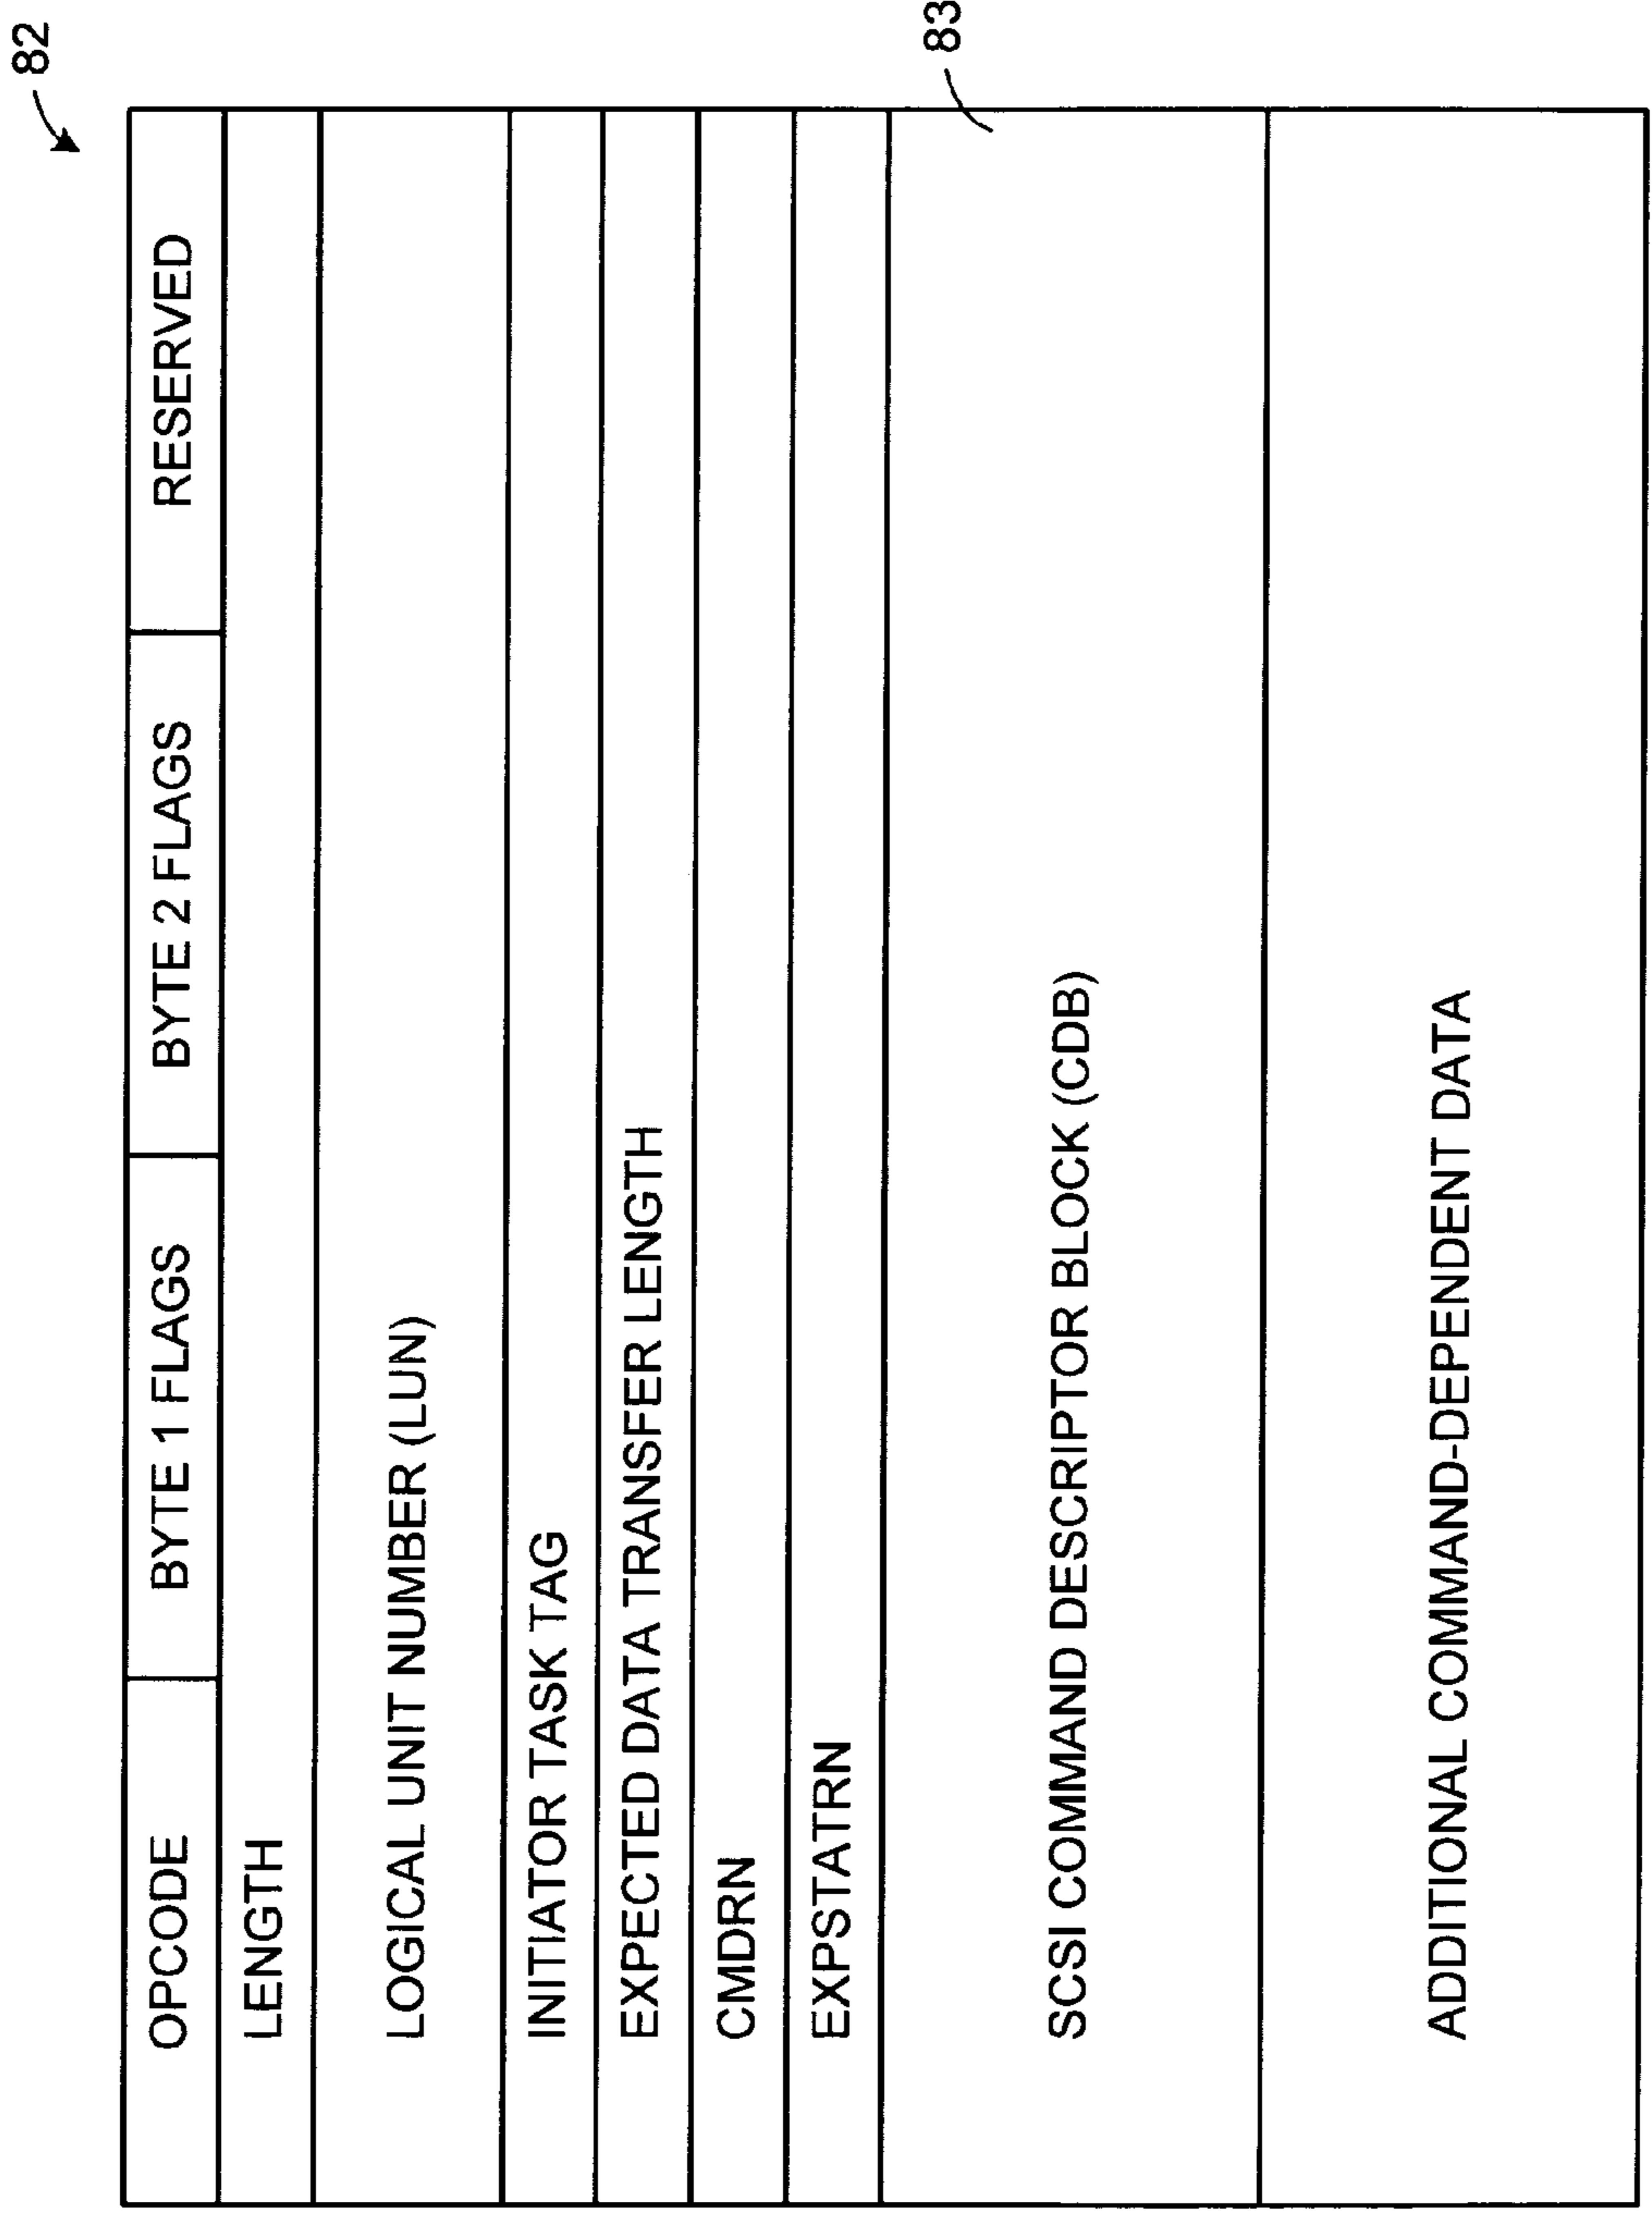 82
OPCODE BYTE 1 FLAGS BYTE 2 FLAGS RESERVED
LENGTH
LOGICAL UNIT NUMBER (LUN)
INITIATOR TASK TAG
EXPECTED DATA TRANSFER LENGTH
CMDRN
EXPSTATRN
83
SCSI COMMAND DESCRIPTOR BLOCK (CDB)
ADDITIONAL COMMAND-DEPENDENT DATA